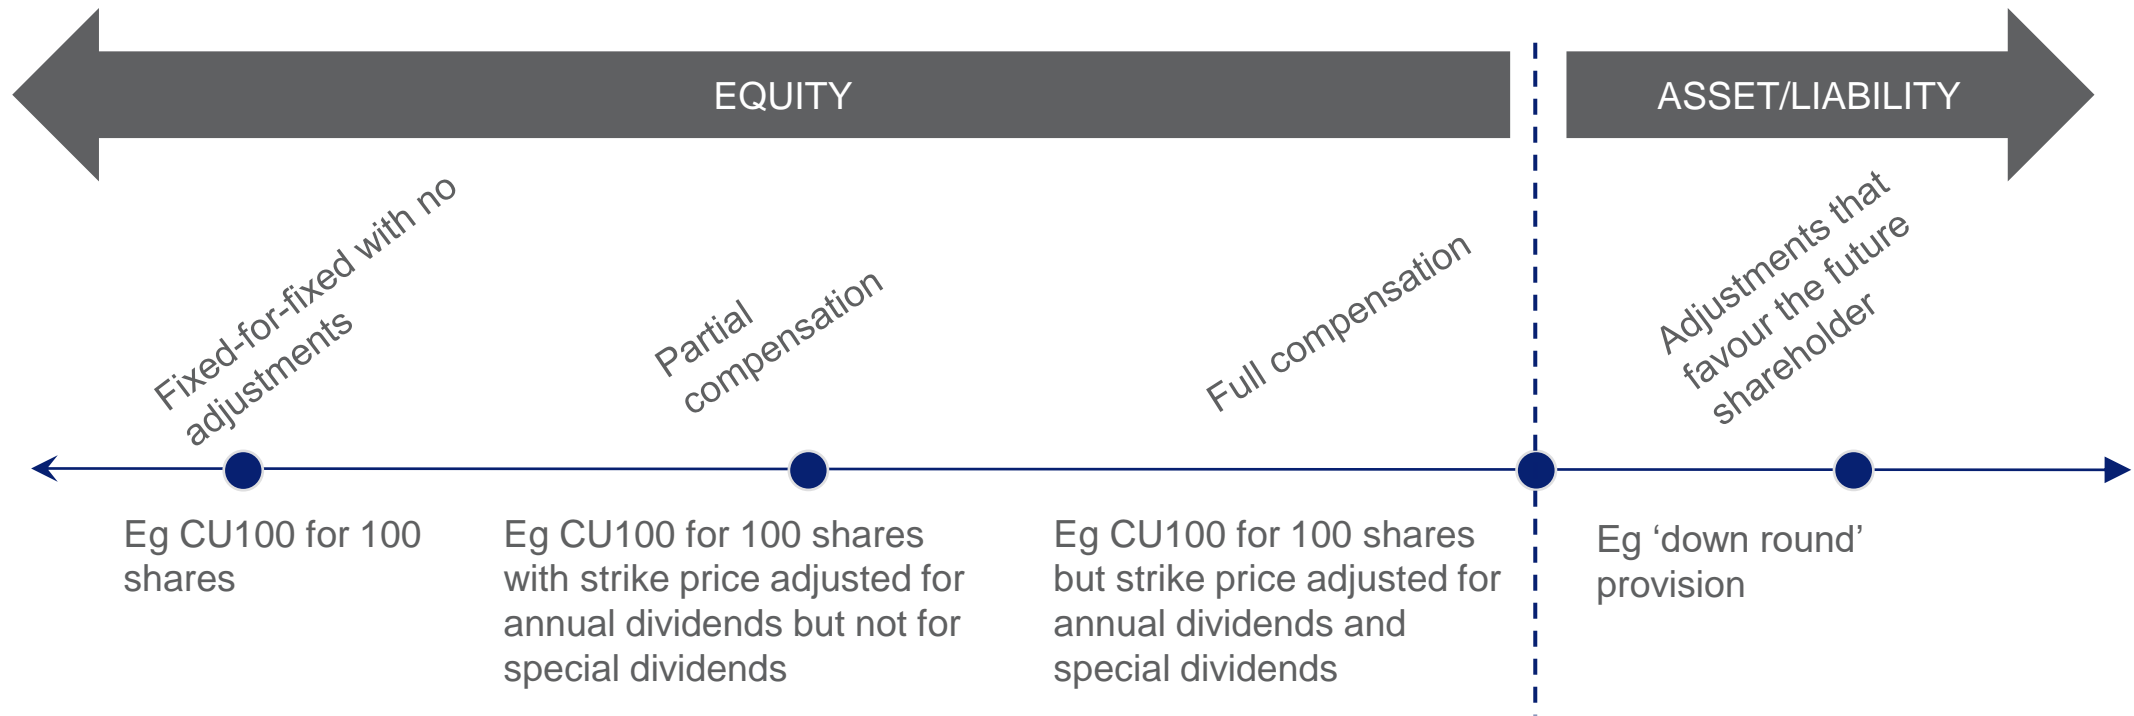 EQUITY
ASSET/LIABILITY
Fixed-for-fixed with no
adjustments
Partial
compensation
Full compensation
Adjustments that
favour the future
shareholder
Eg CU100 for 100
shares
Eg CU100 for 100 shares
with strike price adjusted for
annual dividends but not for
special dividends
Eg CU100 for 100 shares
but strike price adjusted for
annual dividends and
special dividends
Eg ‘down round’
provision